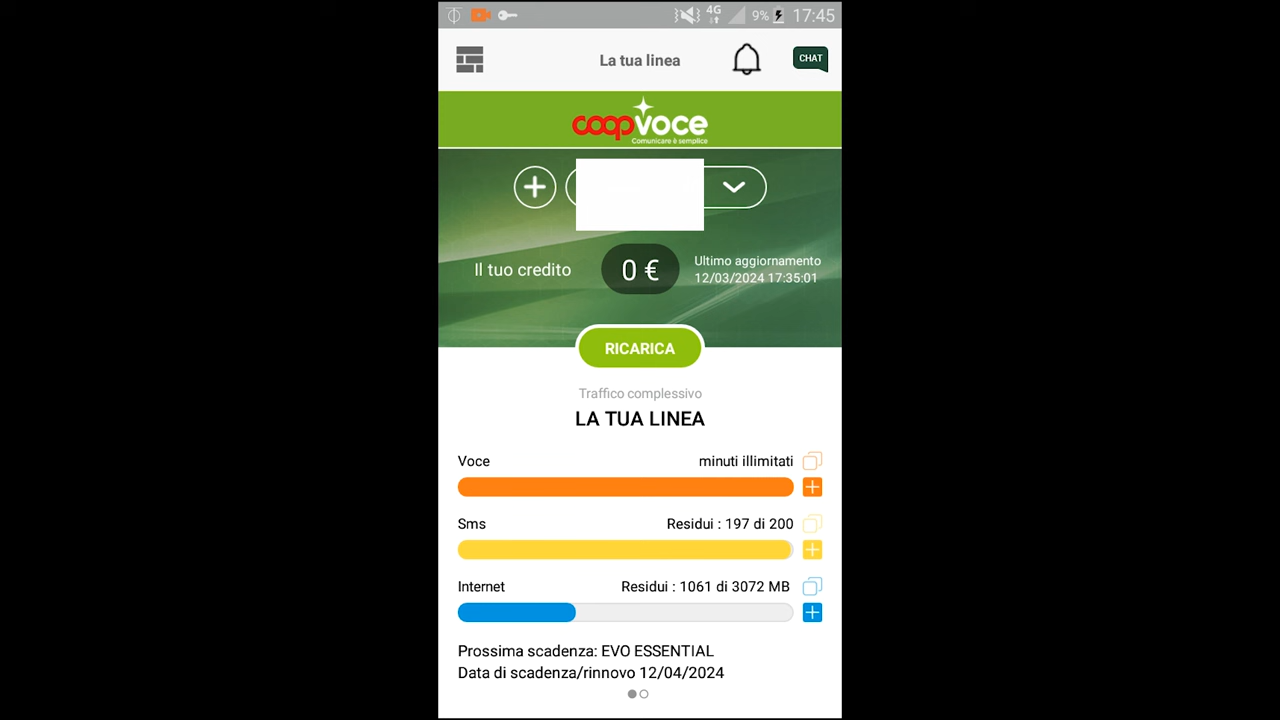 4G 9% 17:45
La tua linea
CHAT
coopvoce
Comunicare è semplice
Il tuo credito
0 €
Ultimo aggiornamento
12/03/2024 17:35:01
RICARICA
Traffico complessivo
LA TUA LINEA
Voce minuti illimitati
Sms Residui : 197 di 200
Internet Residui : 1061 di 3072 MB
Prossima scadenza: EVO ESSENTIAL
Data di scadenza/rinnovo 12/04/2024